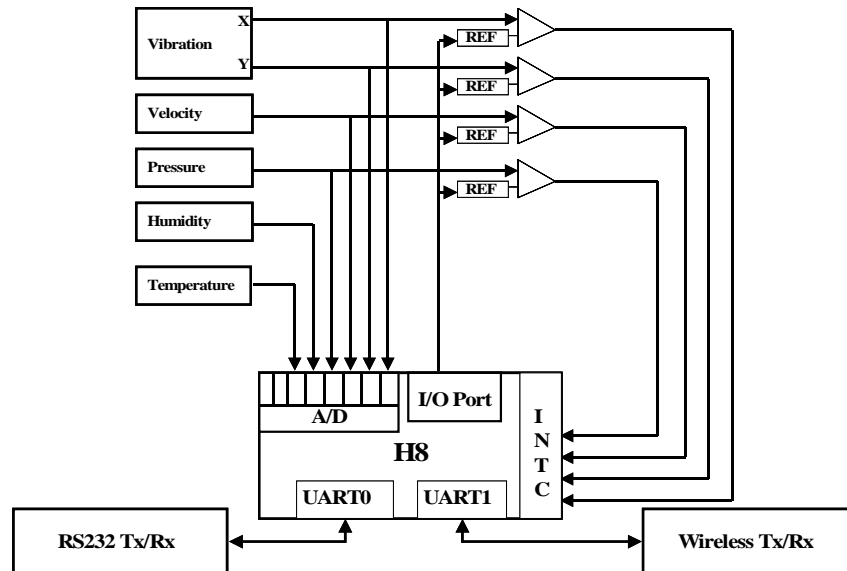 X
REF
Vibration
Y
REF
Velocity
REF
Pressure
REF
Humidity
Temperature
I/O Port
A/D
H8
I
N
T
C
UART0
UART1
RS232 Tx/Rx
Wireless Tx/Rx